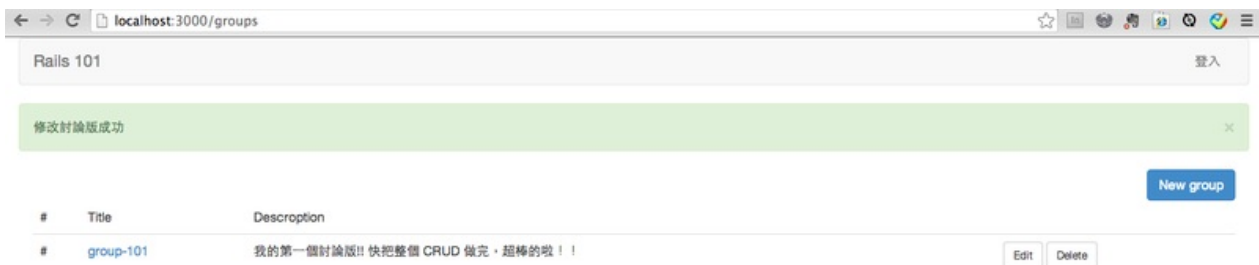 localhost:3000/groups
Rails 101 登入
修改討論版成功 ×
New group
# Title Descroption
# group-101 我的第一個討論版!! 快把整個 CRUD 做完，超棒的啦！！ Edit Delete